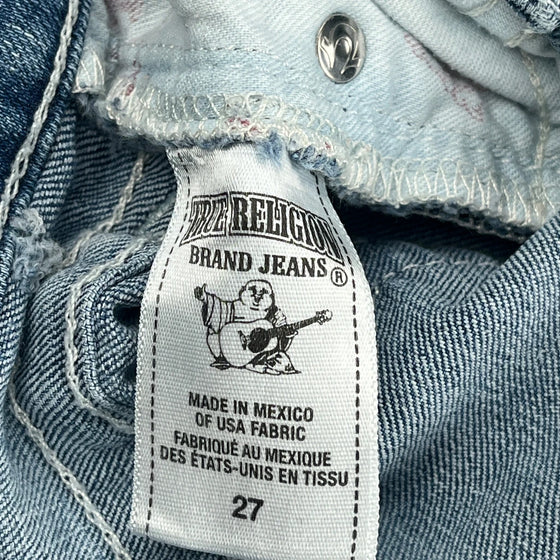 TRUE RELIGION
BRAND JEANS®
MADE IN MEXICO
OF USA FABRIC
FABRIQUÉ AU MEXIQUE
DES ÉTATS-UNIS EN TISSU
27